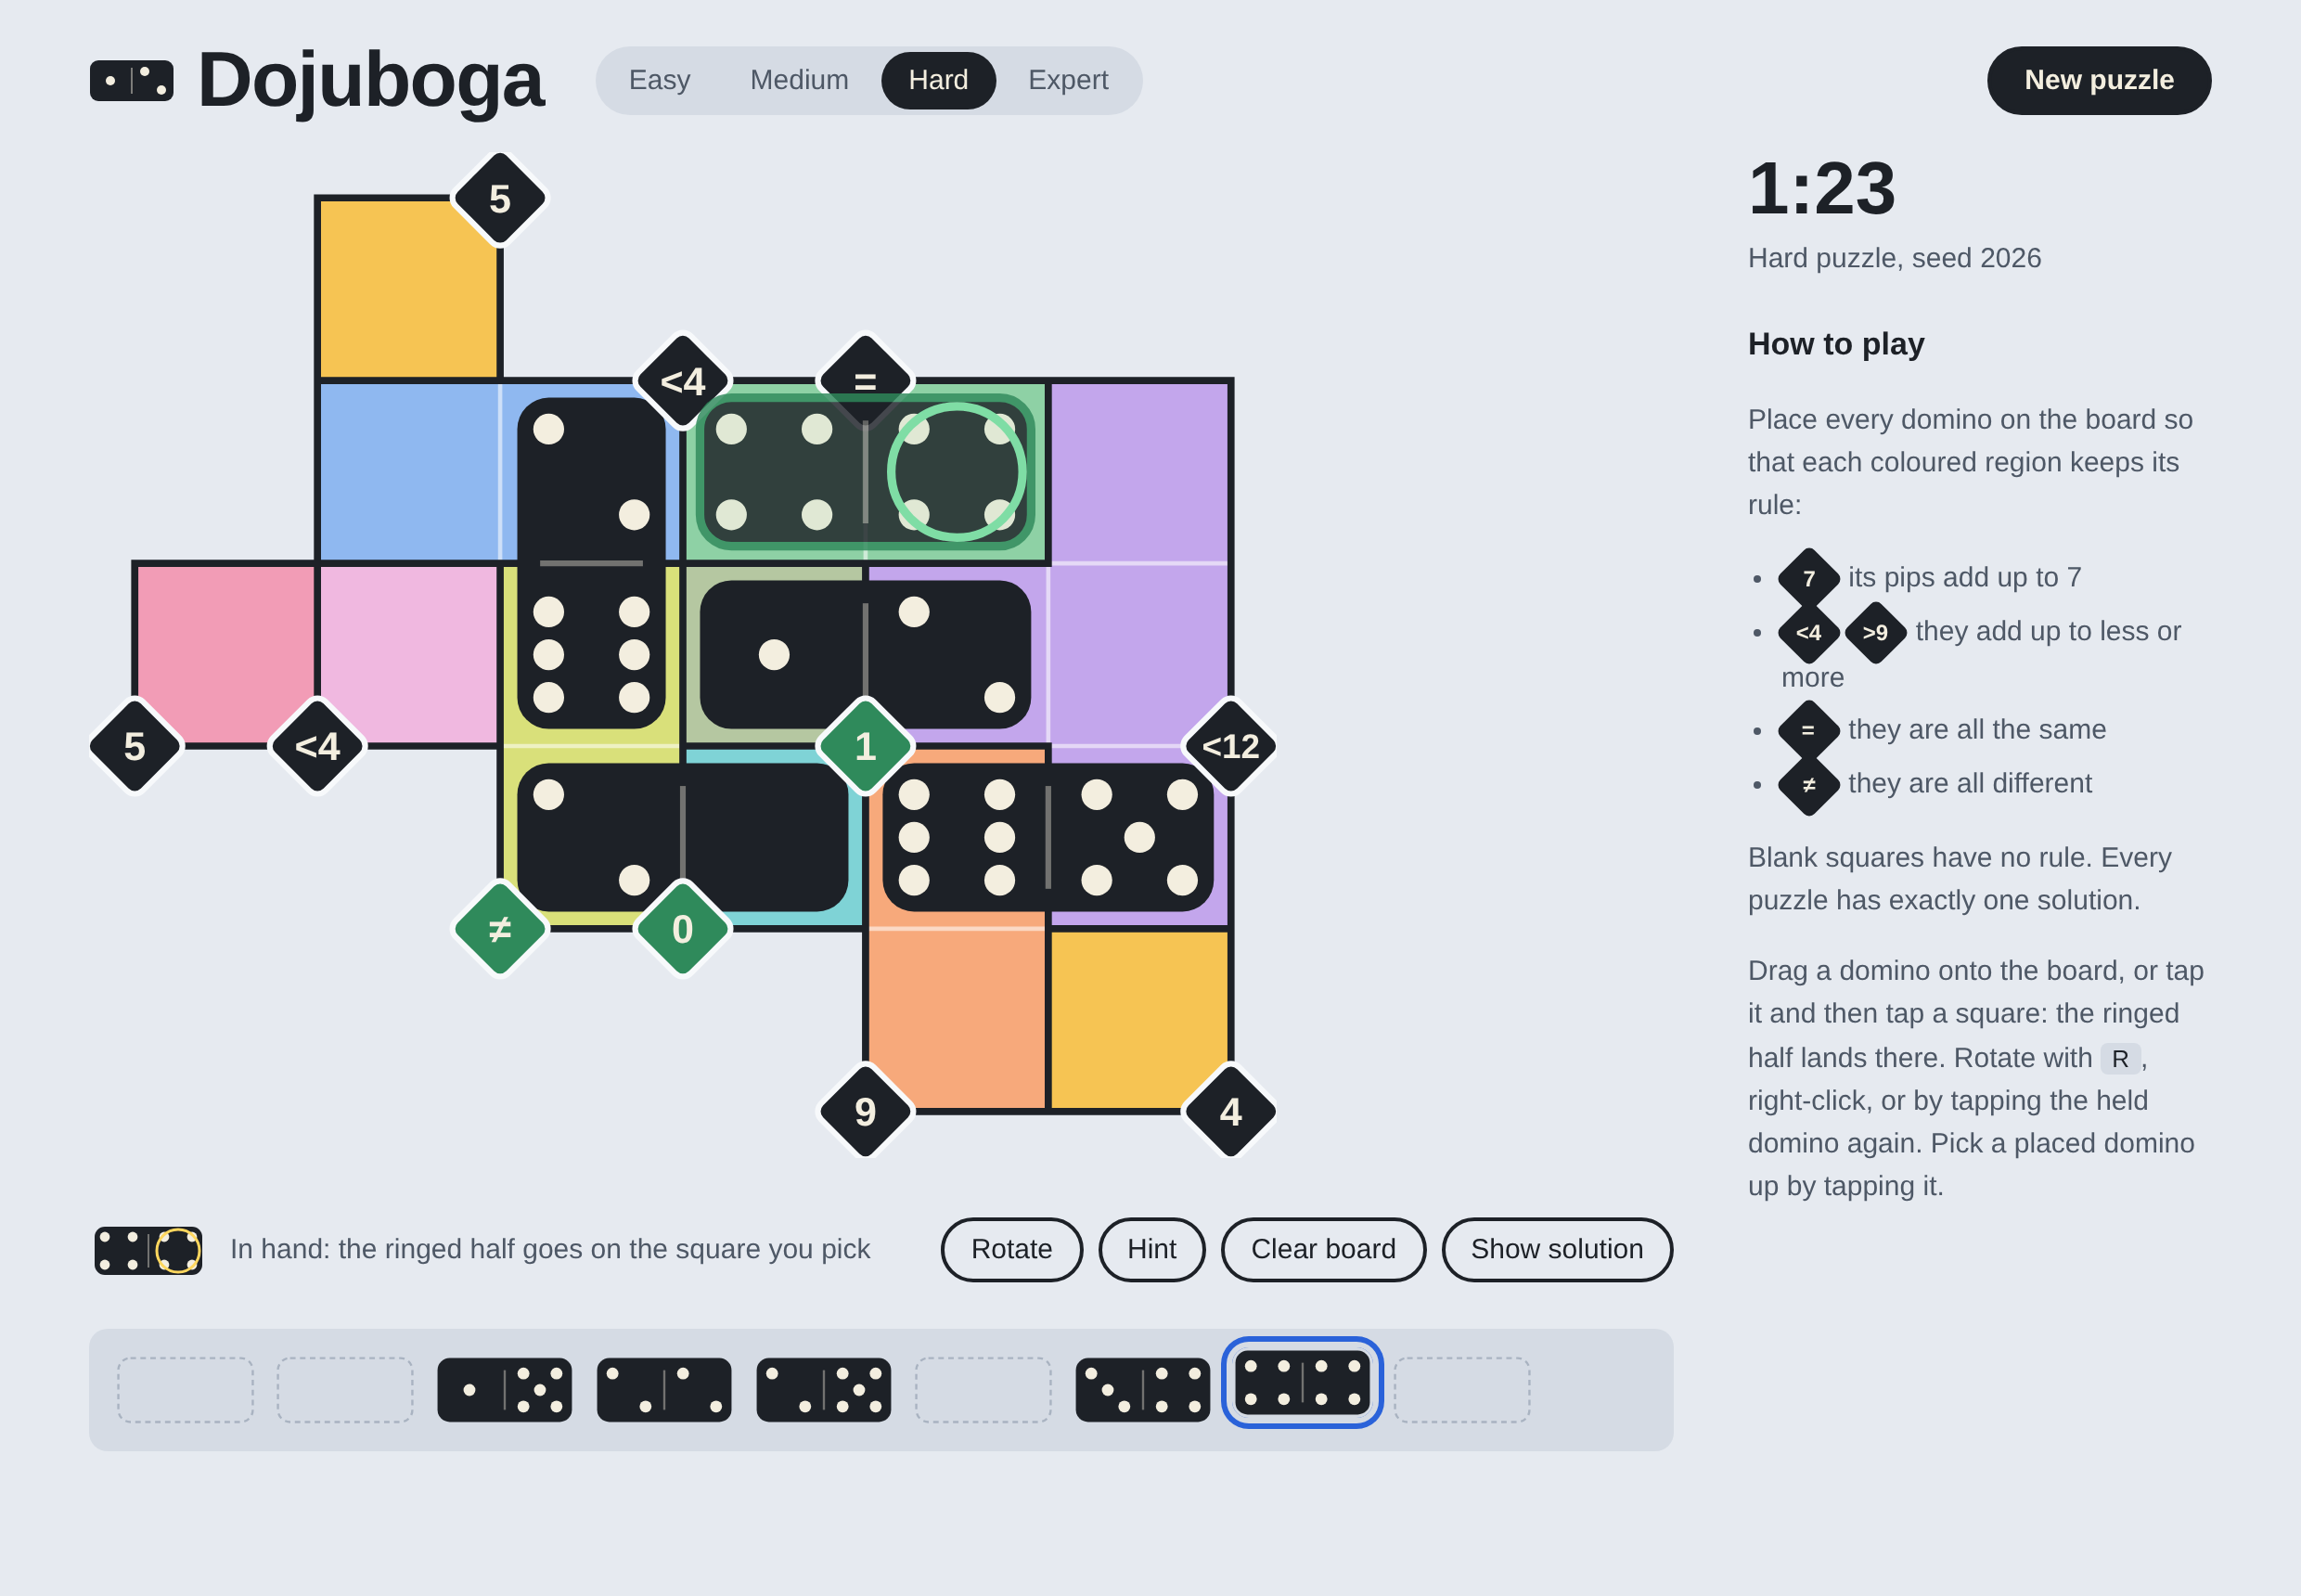 Dojuboga
Easy Medium Hard Expert
New puzzle
5
<4 =
5 <4 1 <12
≠ 0
9 4
1:23
Hard puzzle, seed 2026
How to play
Place every domino on the board so
that each coloured region keeps its
rule:
7 its pips add up to 7
<4 >9 they add up to less or
more
= they are all the same
≠ they are all different
Blank squares have no rule. Every
puzzle has exactly one solution.
Drag a domino onto the board, or tap
it and then tap a square: the ringed
half lands there. Rotate with R,
right-click, or by tapping the held
domino again. Pick a placed domino
up by tapping it.
In hand: the ringed half goes on the square you pick
Rotate Hint Clear board Show solution